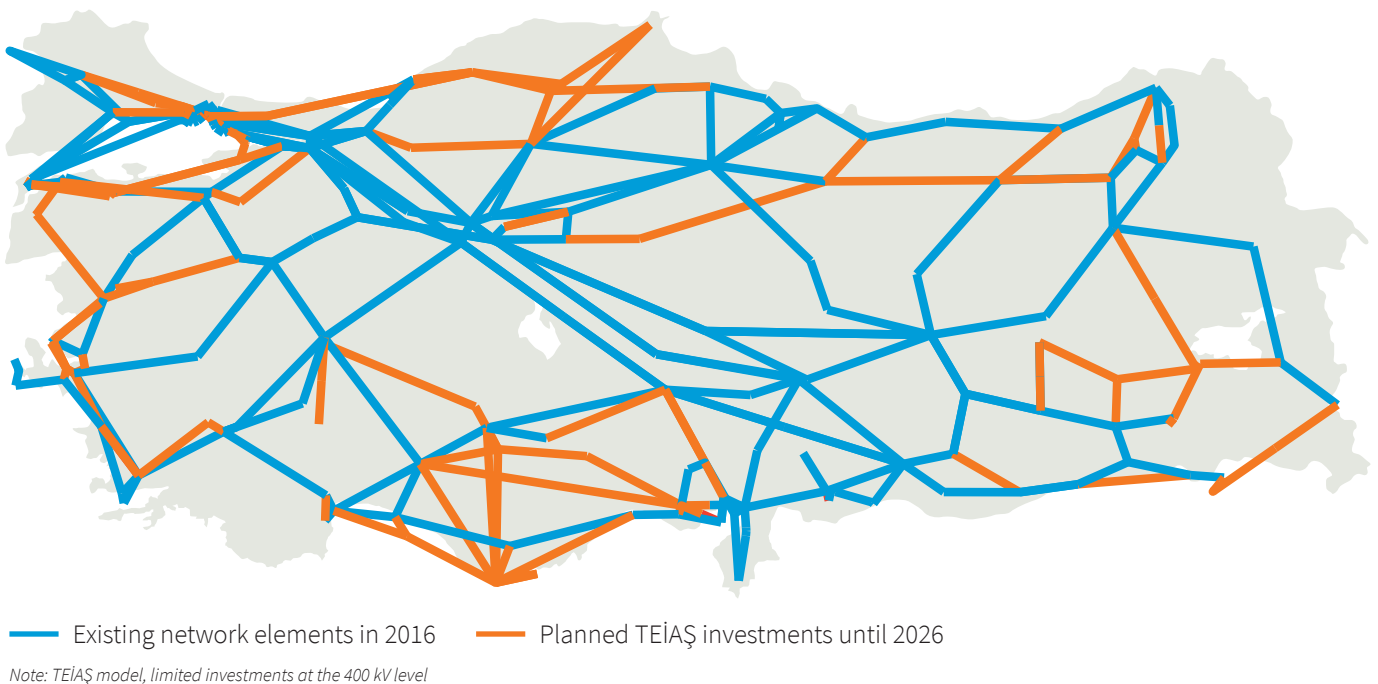 Existing network elements in 2016
Planned TEİAŞ investments until 2026
Note: TEİAŞ model, limited investments at the 400 kV level